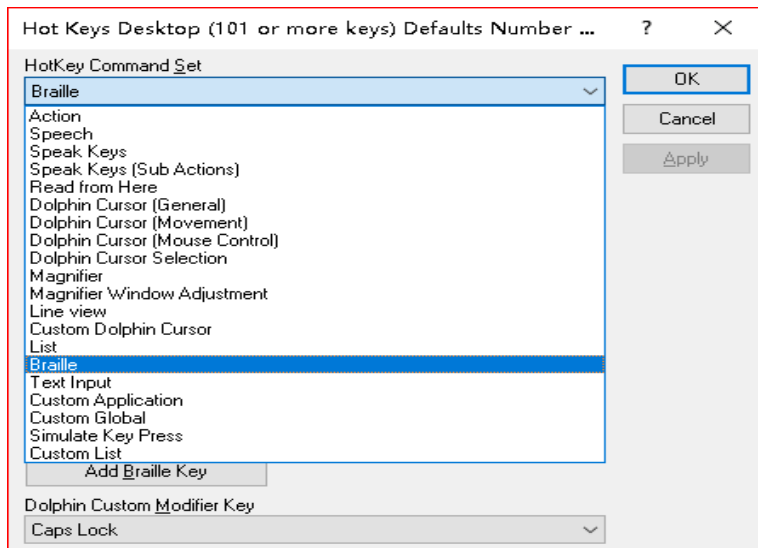 Hot Keys Desktop (101 or more keys) Defaults Number ... ? ×
HotKey Command Set
Braille
OK
Cancel
Apply
Action
Speech
Speak Keys
Speak Keys (Sub Actions)
Read from Here
Dolphin Cursor (General)
Dolphin Cursor (Movement)
Dolphin Cursor (Mouse Control)
Dolphin Cursor Selection
Magnifier
Magnifier Window Adjustment
Line view
Custom Dolphin Cursor
List
Braille
Text Input
Custom Application
Custom Global
Simulate Key Press
Custom List
Add Braille Key
Dolphin Custom Modifier Key
Caps Lock